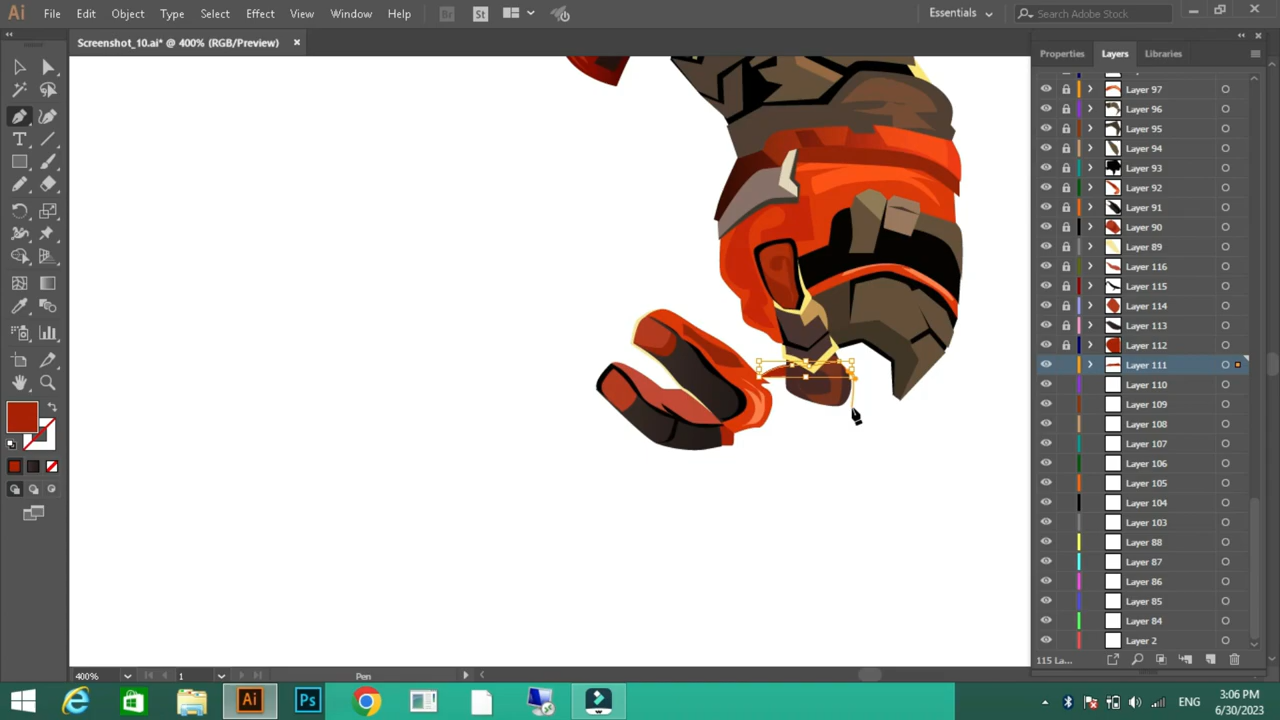 Ai File Edit Object Type Select Effect View Window Help Br St Essentials Search Adobe Stock
Screenshot_10.ai* @ 400% (RGB/Preview)
Properties Layers Libraries
Layer 97
Layer 96
Layer 95
Layer 94
Layer 93
Layer 92
Layer 91
Layer 90
Layer 89
Layer 116
Layer 115
Layer 114
Layer 113
Layer 112
Layer 111
Layer 110
Layer 109
Layer 108
Layer 107
Layer 106
Layer 105
Layer 104
Layer 103
Layer 88
Layer 87
Layer 86
Layer 85
Layer 84
Layer 2
115 La...
400% 1 Pen
Ai Ps ENG
3:06 PM
6/30/2023